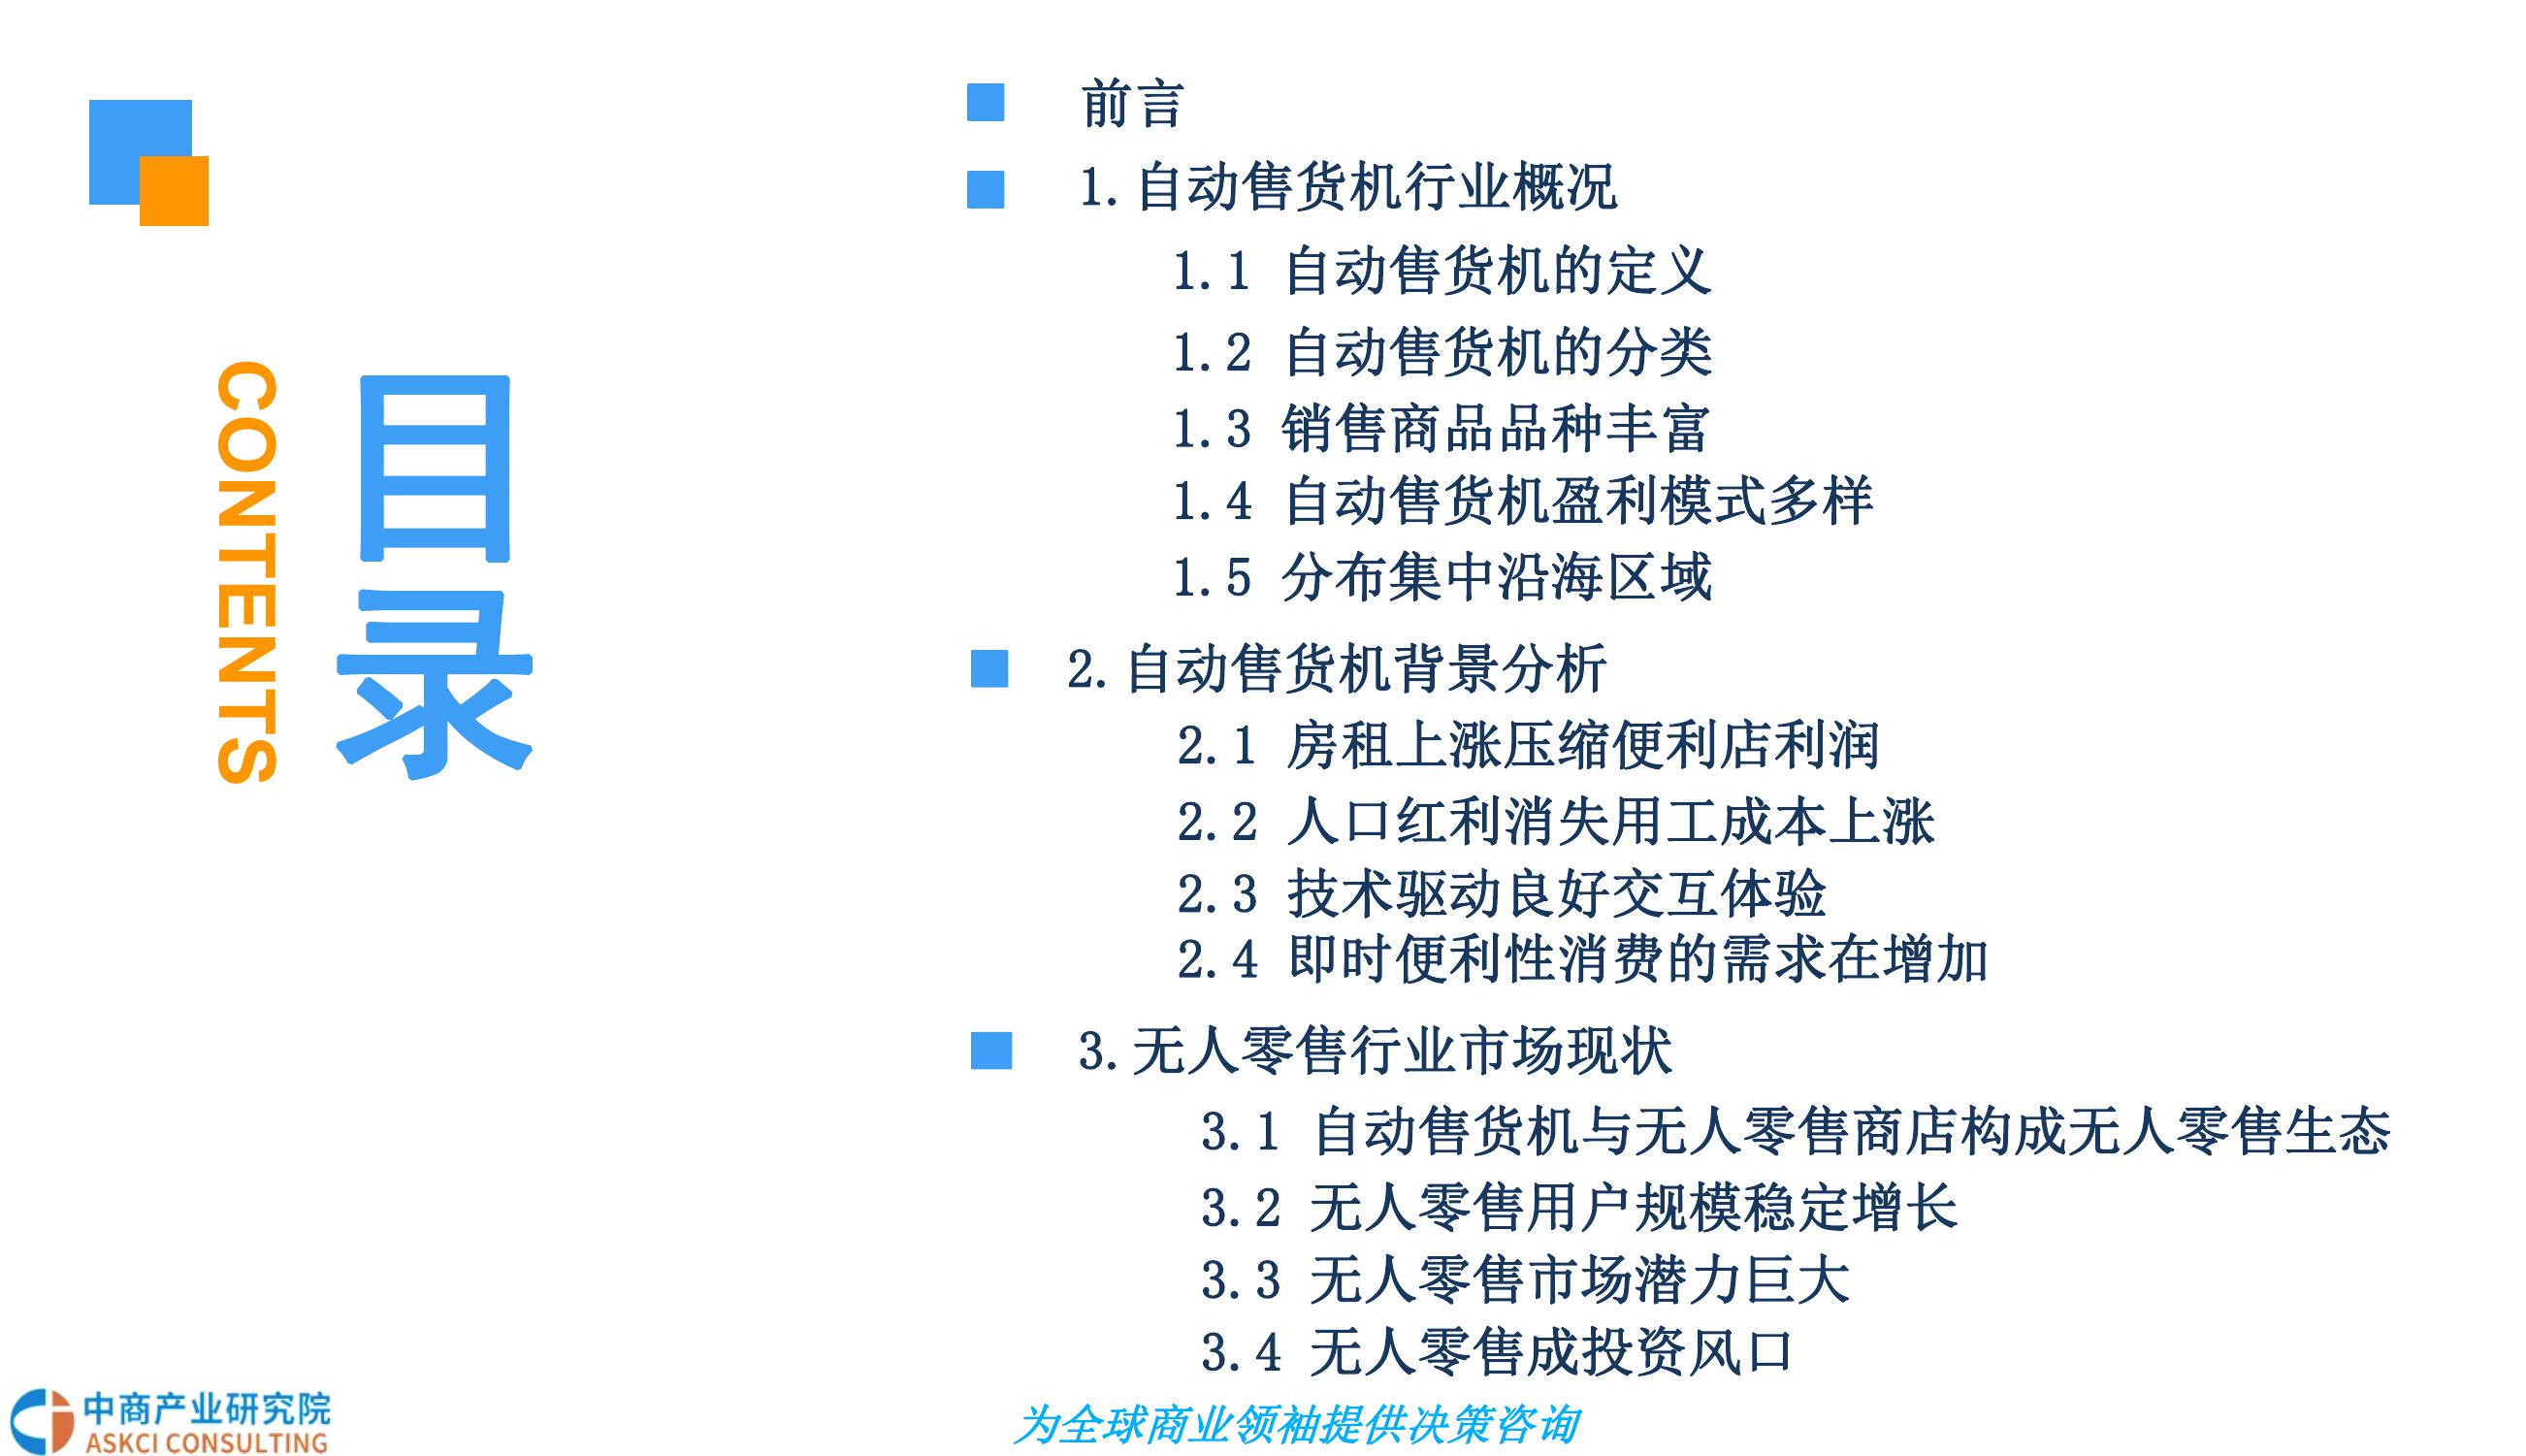 目录
CONTENTS
前言
1.自动售货机行业概况
1.1 自动售货机的定义
1.2 自动售货机的分类
1.3 销售商品品种丰富
1.4 自动售货机盈利模式多样
1.5 分布集中沿海区域
2.自动售货机背景分析
2.1 房租上涨压缩便利店利润
2.2 人口红利消失用工成本上涨
2.3 技术驱动良好交互体验
2.4 即时便利性消费的需求在增加
3.无人零售行业市场现状
3.1 自动售货机与无人零售商店构成无人零售生态
3.2 无人零售用户规模稳定增长
3.3 无人零售市场潜力巨大
3.4 无人零售成投资风口
中商产业研究院
ASKCI CONSULTING
为全球商业领袖提供决策咨询